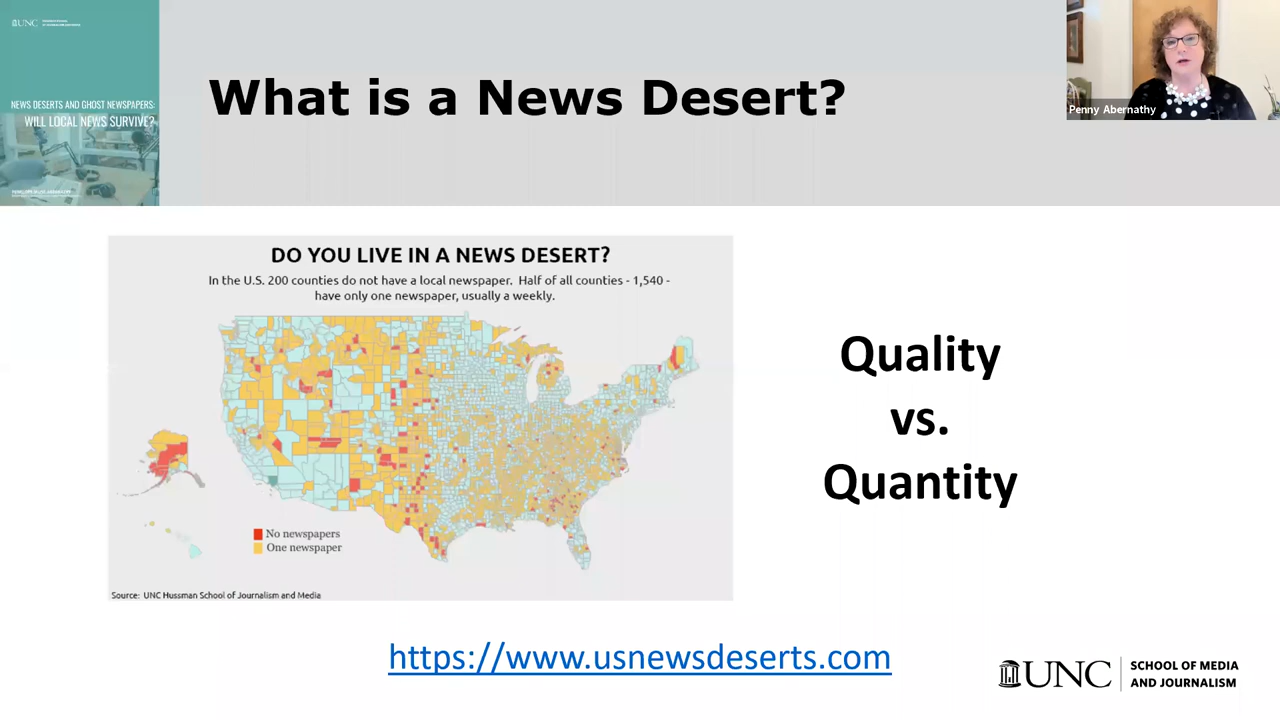 UNC
NEWS DESERTS AND GHOST NEWSPAPERS:
WILL LOCAL NEWS SURVIVE?
What is a News Desert?
Penny Abernathy
DO YOU LIVE IN A NEWS DESERT?
In the U.S. 200 counties do not have a local newspaper. Half of all counties - 1,540 -
have only one newspaper, usually a weekly.
No newspapers
One newspaper
Source: UNC Hussman School of Journalism and Media
Quality
vs.
Quantity
https://www.usnewsdeserts.com
UNC
SCHOOL OF MEDIA
AND JOURNALISM